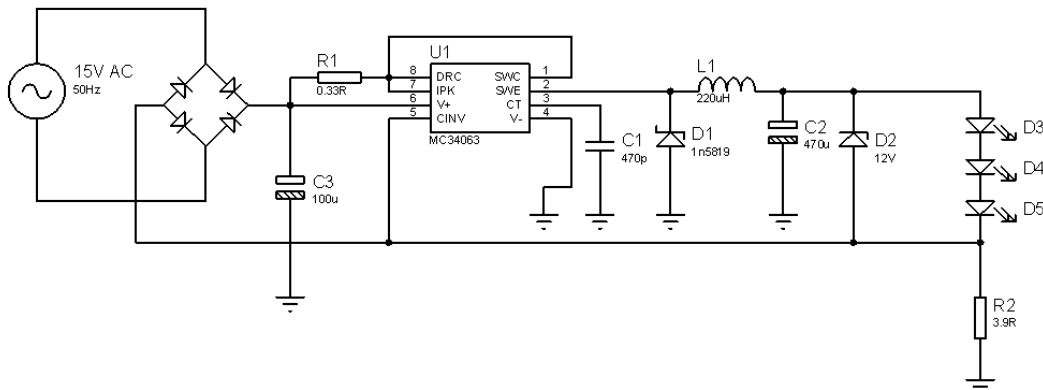 15V AC
50Hz
R1
0.33R
U1
8 DRC SWC 1
7 IPK SWE 2
6 V+ CT 3
5 CINV V- 4
MC34063
C3
100u
C1
470p
D1
1n5819
L1
220uH
C2
470u
D2
12V
D3
D4
D5
R2
3.9R